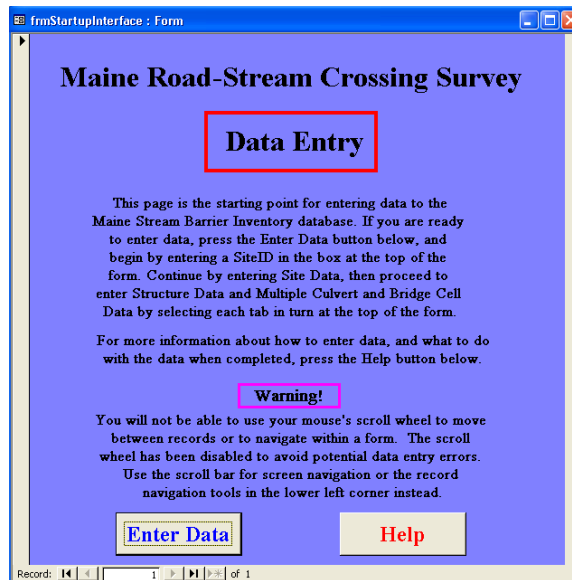 frmStartupInterface : Form
Maine Road-Stream Crossing Survey
Data Entry
This page is the starting point for entering data to the
Maine Stream Barrier Inventory database. If you are ready
to enter data, press the Enter Data button below, and
begin by entering a SiteID in the box at the top of the
form. Continue by entering Site Data, then proceed to
enter Structure Data and Multiple Culvert and Bridge Cell
Data by selecting each tab in turn at the top of the form.
For more information about how to enter data, and what to do
with the data when completed, press the Help button below.
Warning!
You will not be able to use your mouse's scroll wheel to move
between records or to navigate within a form. The scroll
wheel has been disabled to avoid potential data entry errors.
Use the scroll bar for screen navigation or the record
navigation tools in the lower left corner instead.
Enter Data Help
Record: 1 of 1